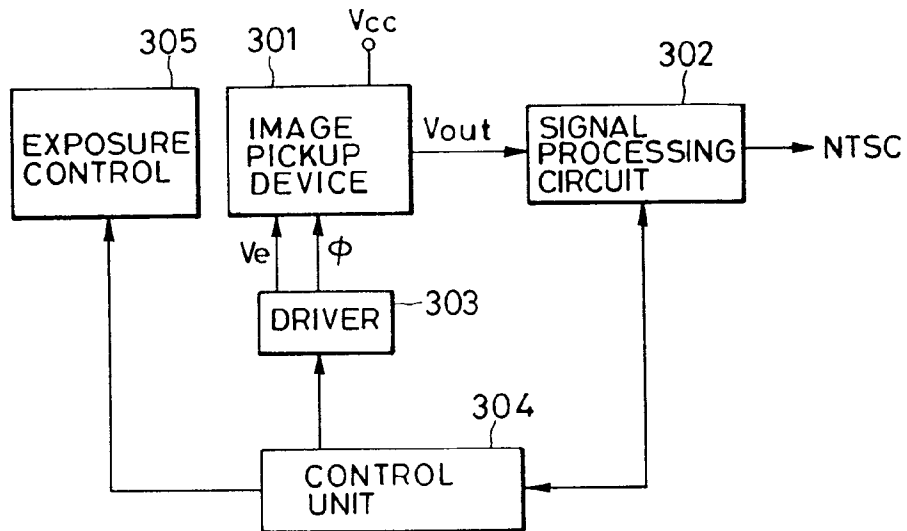 305
301
Vcc
302
EXPOSURE
CONTROL
IMAGE
PICKUP
DEVICE
Vout
SIGNAL
PROCESSING
CIRCUIT
NTSC
Ve
ϕ
DRIVER
303
304
CONTROL
UNIT